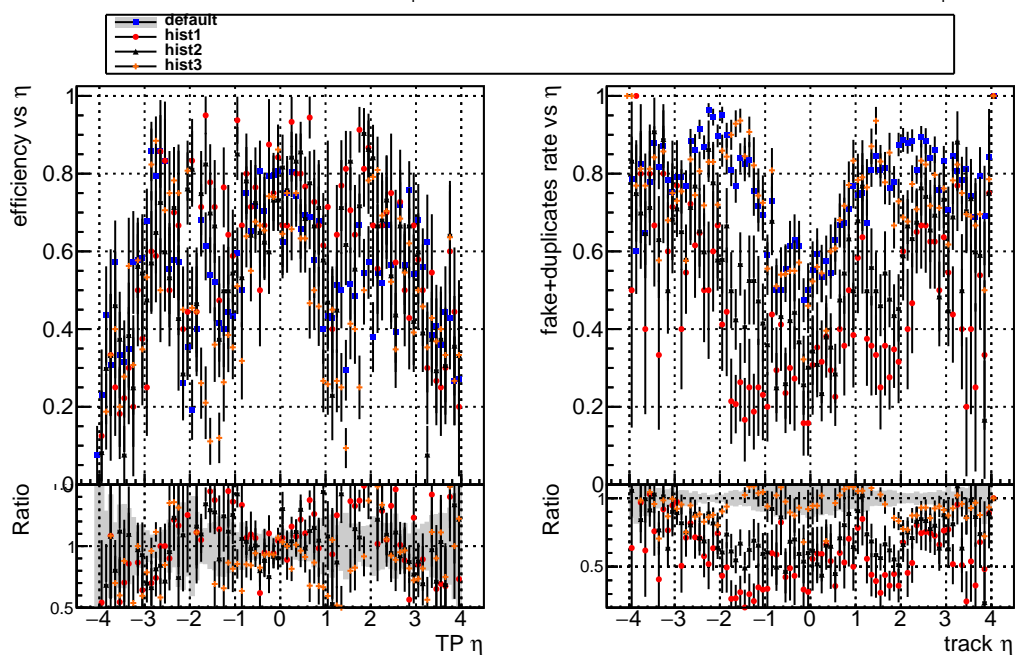 default
hist1
hist2
hist3
efficiency vs η
1
0.8
0.6
0.4
0.2
0
Ratio
1
0.5
−4 −3 −2 −1 0 1 2 3 4
TP η
fake+duplicates rate vs η
1
0.8
0.6
0.4
0.2
0
Ratio
1
0.5
−4 −3 −2 −1 0 1 2 3 4
track η